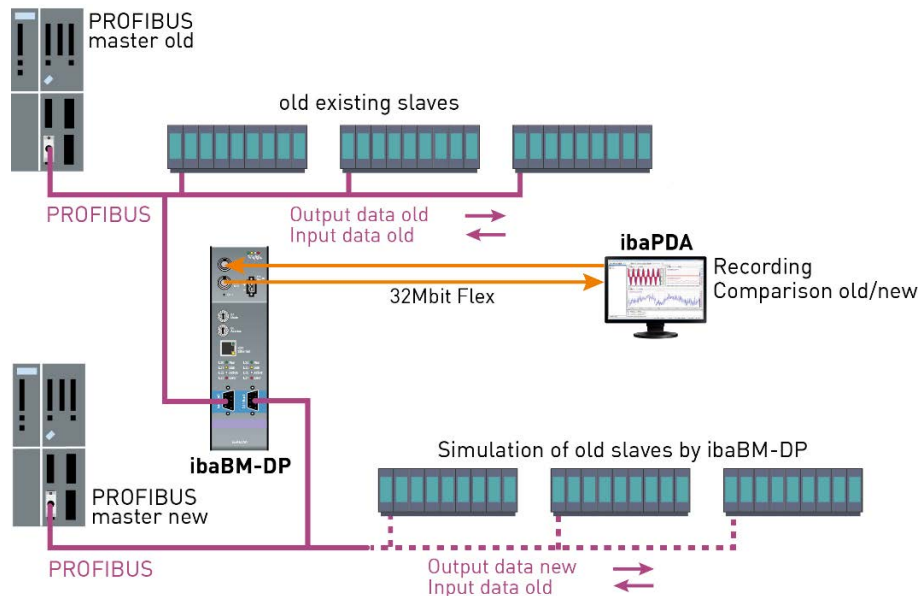 PROFIBUS
master old
old existing slaves
PROFIBUS
Output data old
Input data old
ibaPDA
Recording
Comparison old/new
32Mbit Flex
ibaBM-DP
PROFIBUS
master new
Simulation of old slaves by ibaBM-DP
PROFIBUS
Output data new
Input data old